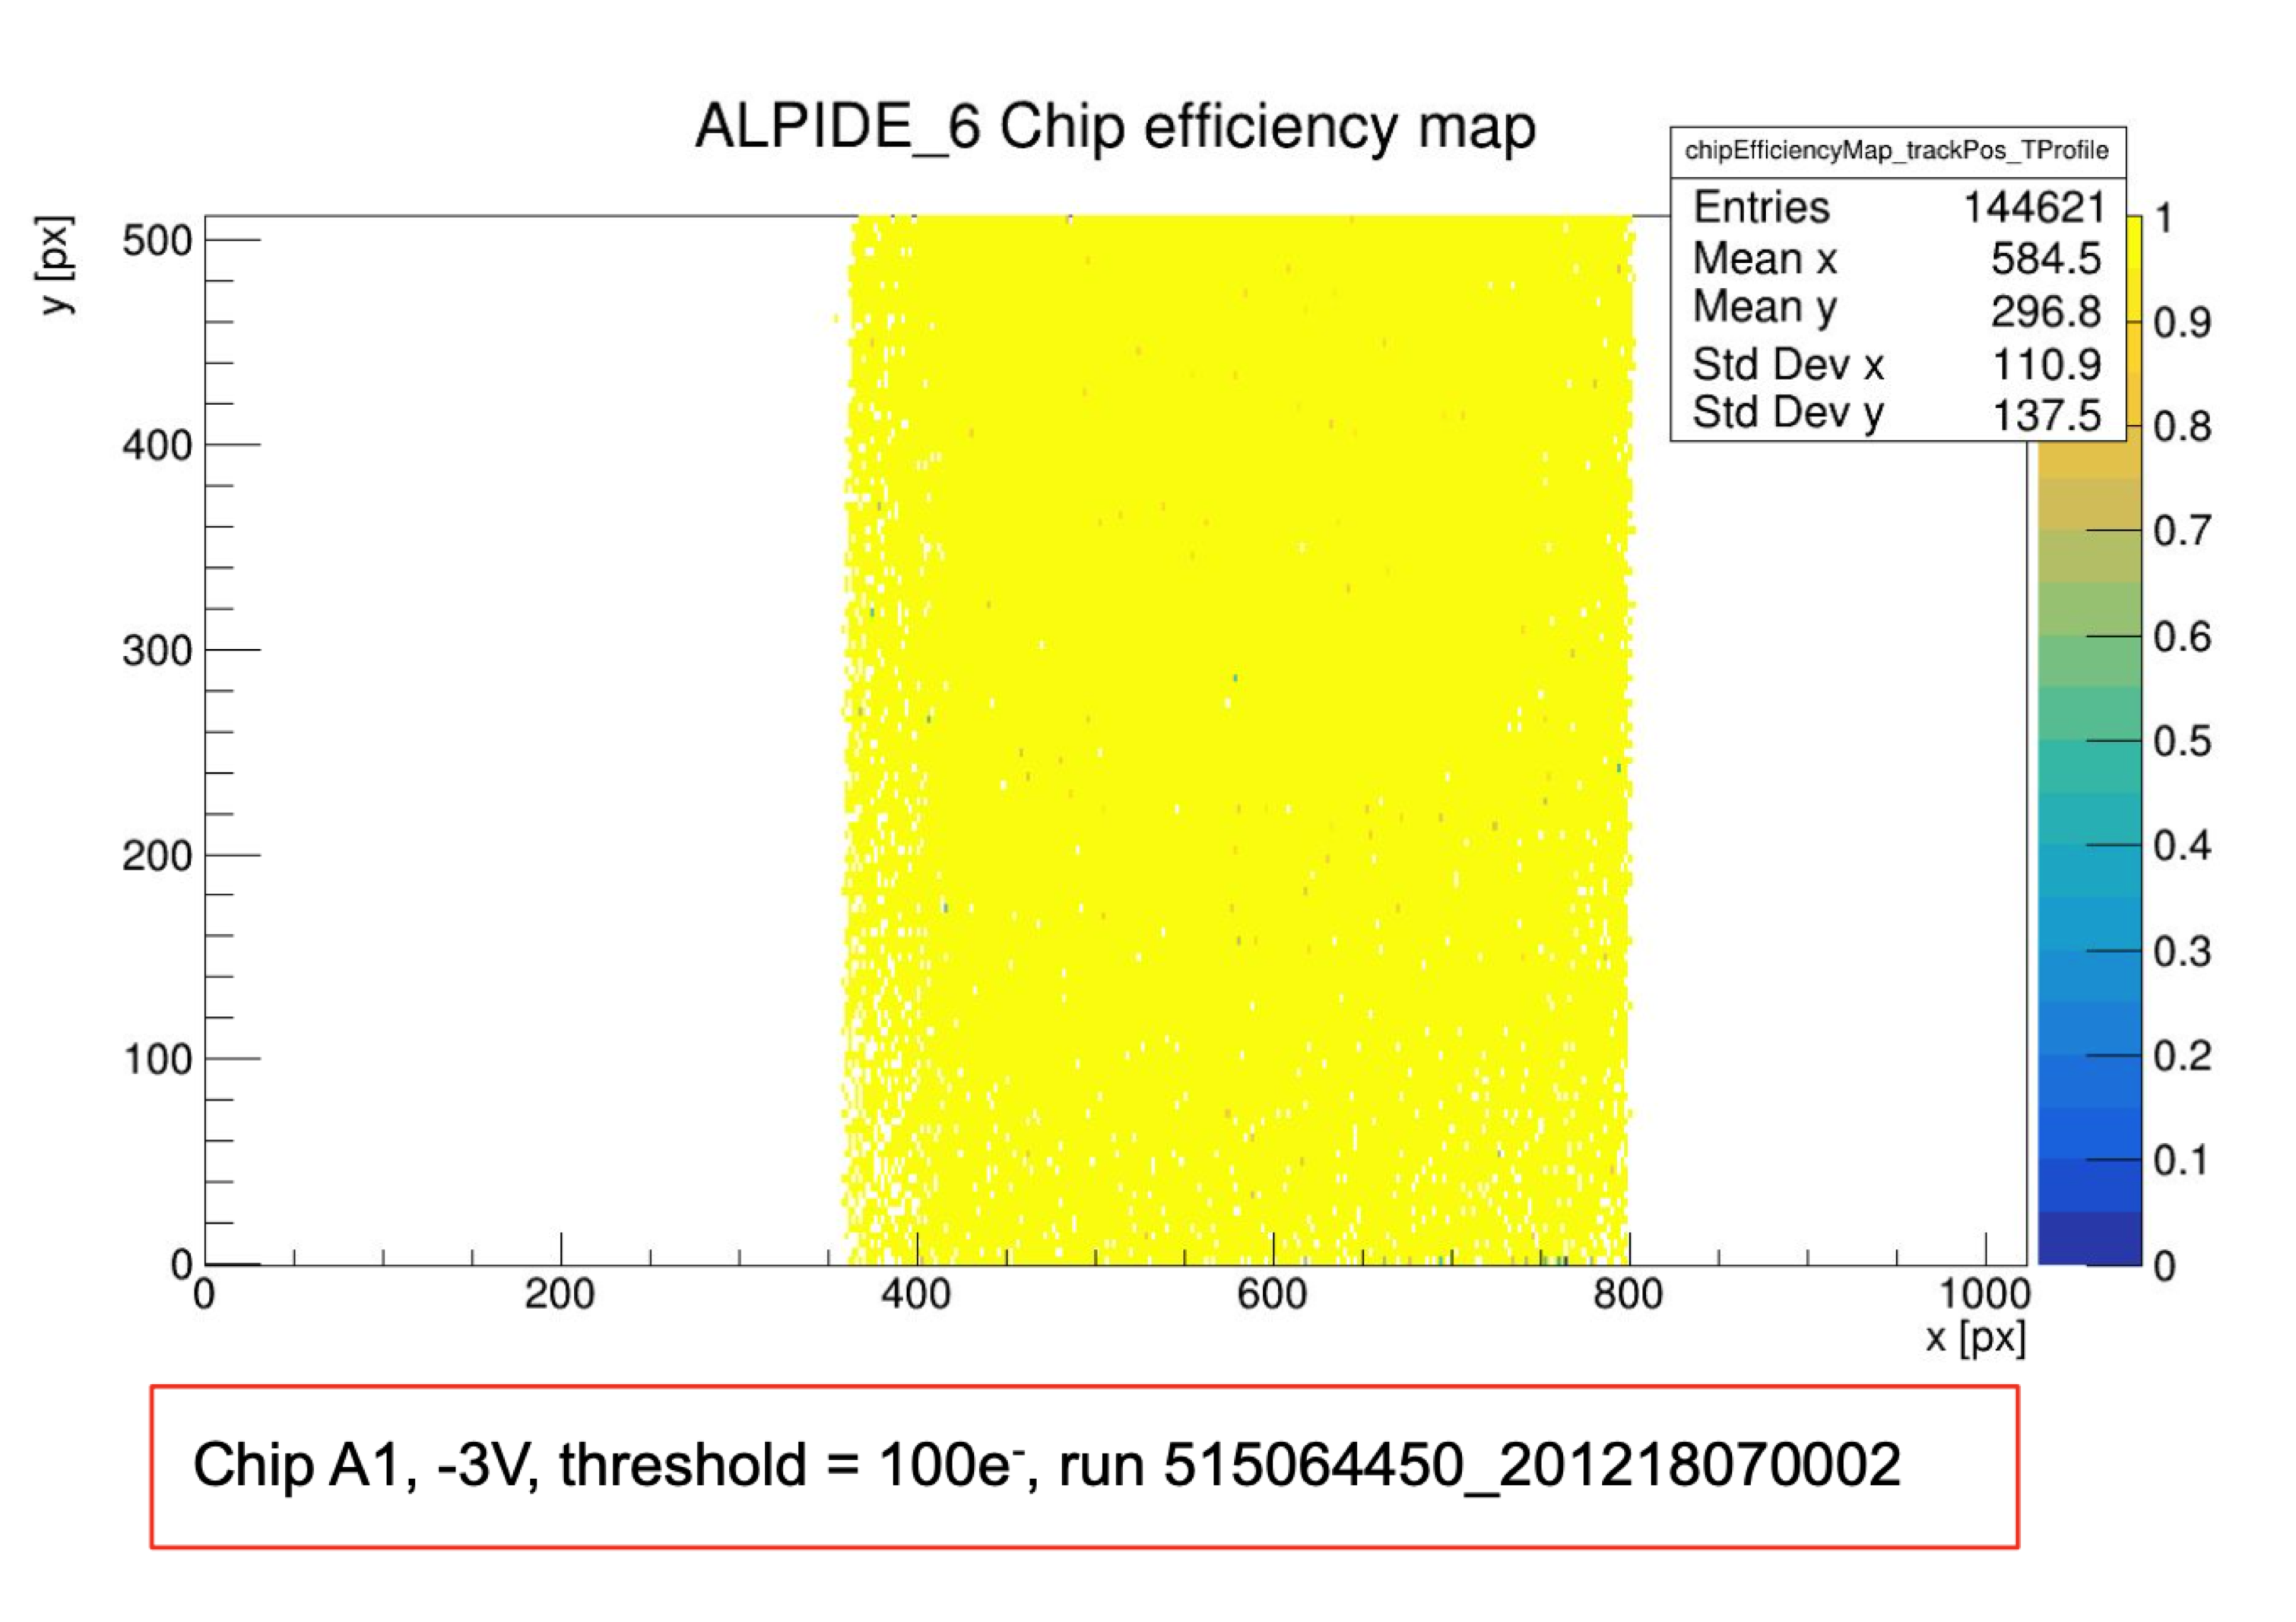 ALPIDE_6 Chip efficiency map
chipEfficiencyMap_trackPos_TProfile
Entries 144621
Mean x 584.5
Mean y 296.8
Std Dev x 110.9
Std Dev y 137.5
y [px]
500
400
300
200
100
0
0 200 400 600 800 1000
x [px]
1
0.9
0.8
0.7
0.6
0.5
0.4
0.3
0.2
0.1
0
Chip A1, -3V, threshold = 100e⁻, run 515064450_201218070002